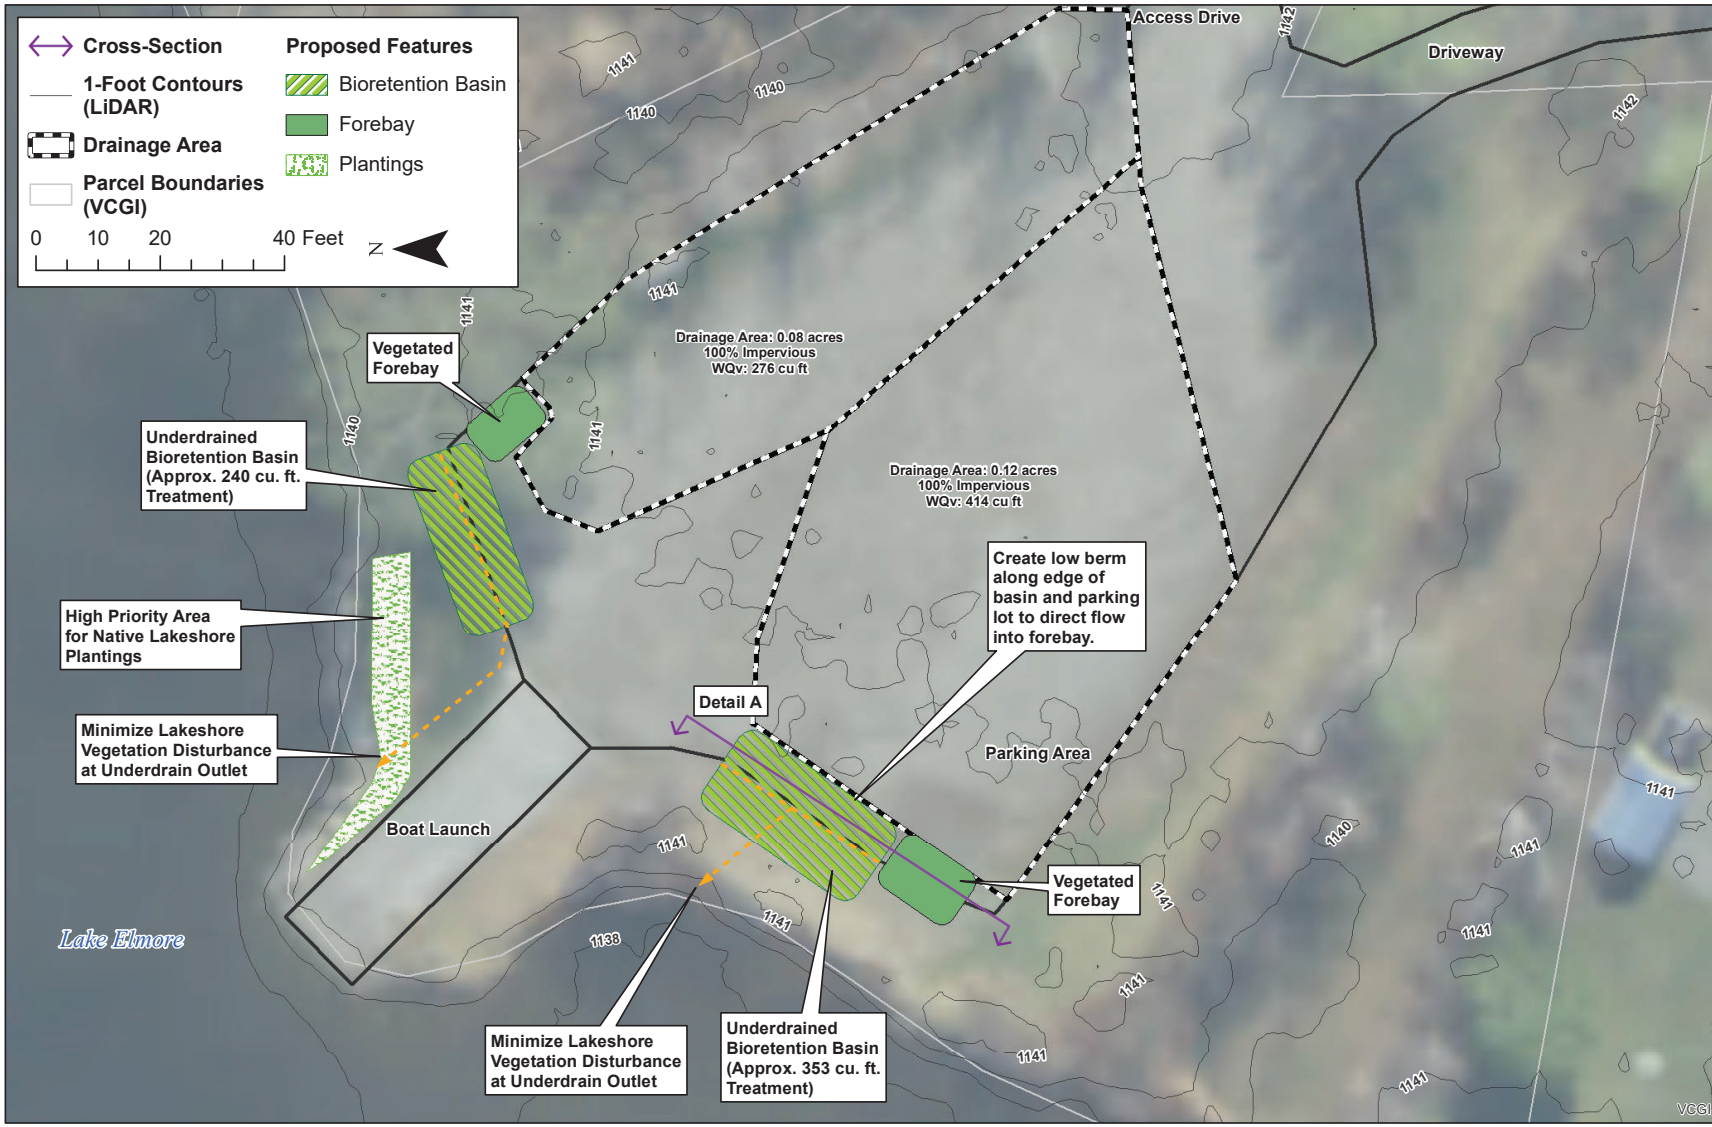 Cross-Section
1-Foot Contours
(LiDAR)
Drainage Area
Parcel Boundaries
(VCGI)
Proposed Features
Bioretention Basin
Forebay
Plantings
0 10 20 40 Feet
N
Access Drive
Driveway
1142
1142
1141
1140
1140
1141
1141
Drainage Area: 0.08 acres
100% Impervious
WQv: 276 cu ft
Vegetated
Forebay
1140
1141
Underdrained
Bioretention Basin
(Approx. 240 cu. ft.
Treatment)
Drainage Area: 0.12 acres
100% Impervious
WQv: 414 cu ft
Create low berm
along edge of
basin and parking
lot to direct flow
into forebay.
High Priority Area
for Native Lakeshore
Plantings
Detail A
Minimize Lakeshore
Vegetation Disturbance
at Underdrain Outlet
Parking Area
1141
Boat Launch
1141
1140
1141
Vegetated
Forebay
1141
1141
1138
1141
Lake Elmore
1141
Minimize Lakeshore
Vegetation Disturbance
at Underdrain Outlet
Underdrained
Bioretention Basin
(Approx. 353 cu. ft.
Treatment)
1141
1141
VCGI